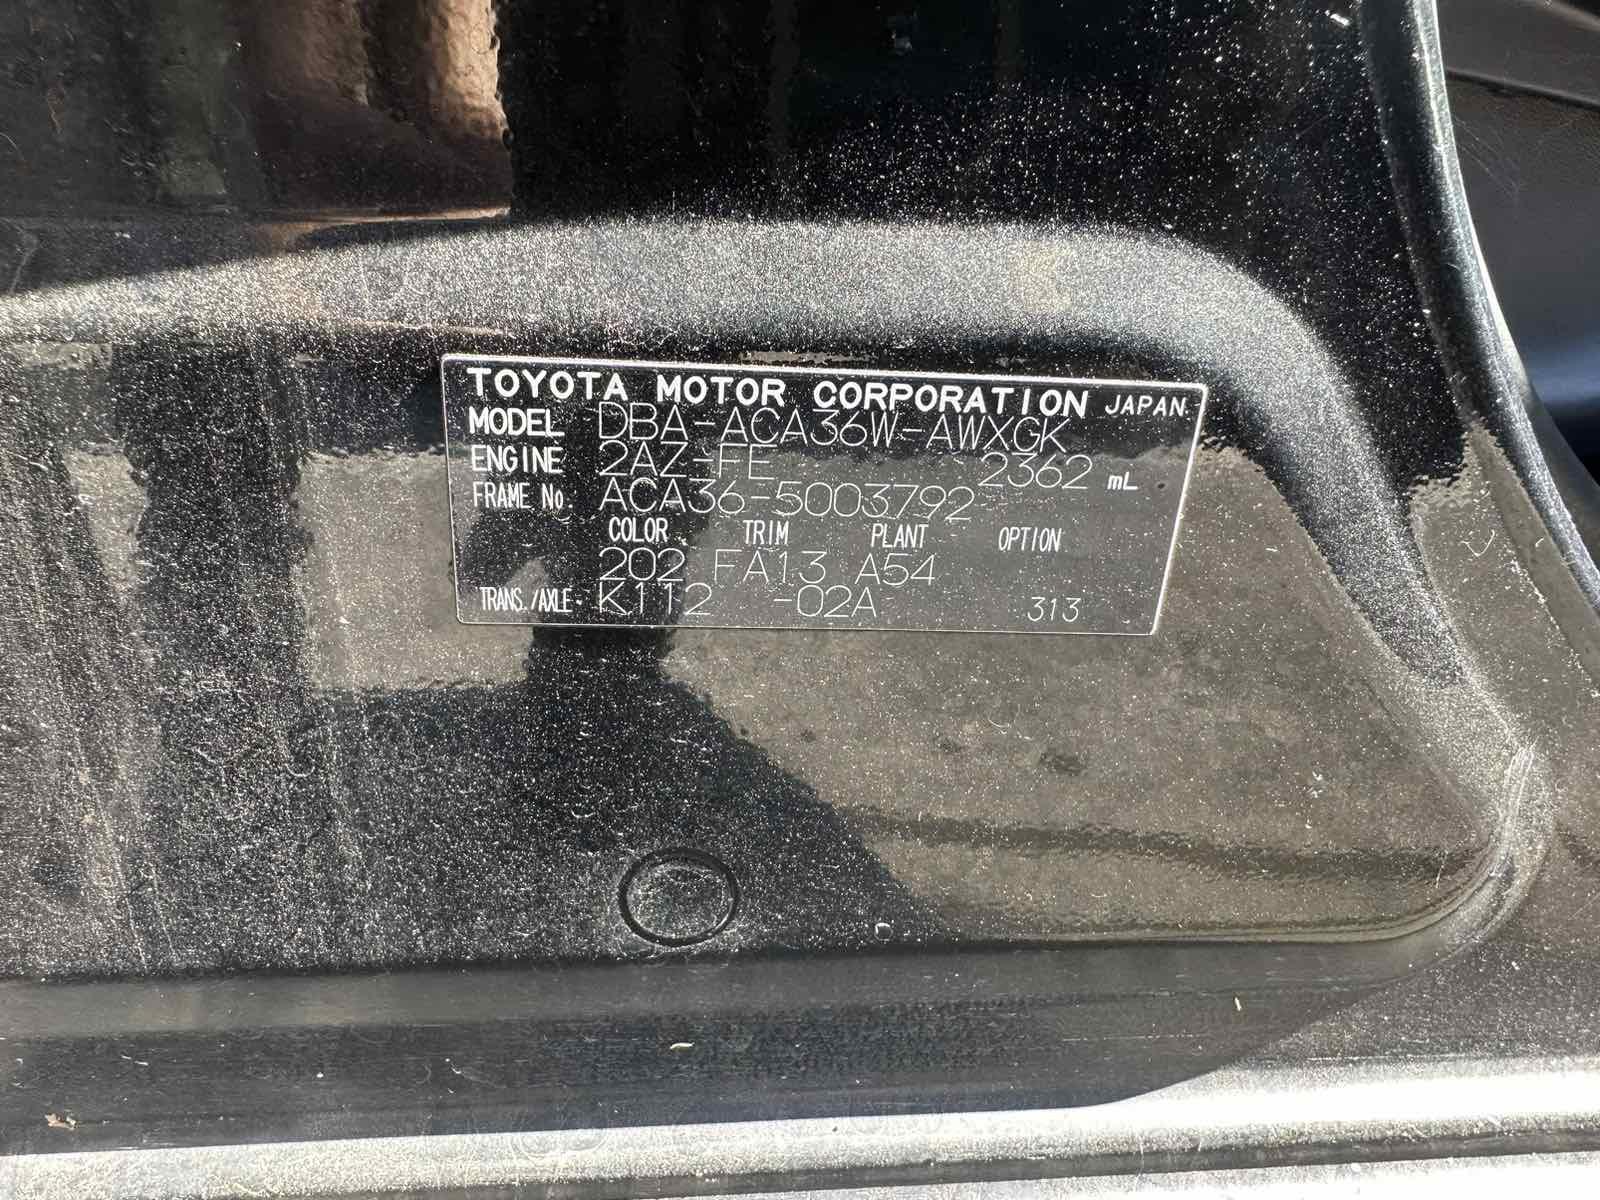 TOYOTA MOTOR CORPORATION JAPAN
MODEL DBA-ACA36W-AWXGK
ENGINE 2AZ-FE 2362 mL
FRAME No. ACA36-5003792
COLOR TRIM PLANT OPTION
202 FA13 A54
TRANS./AXLE K112 -02A 313